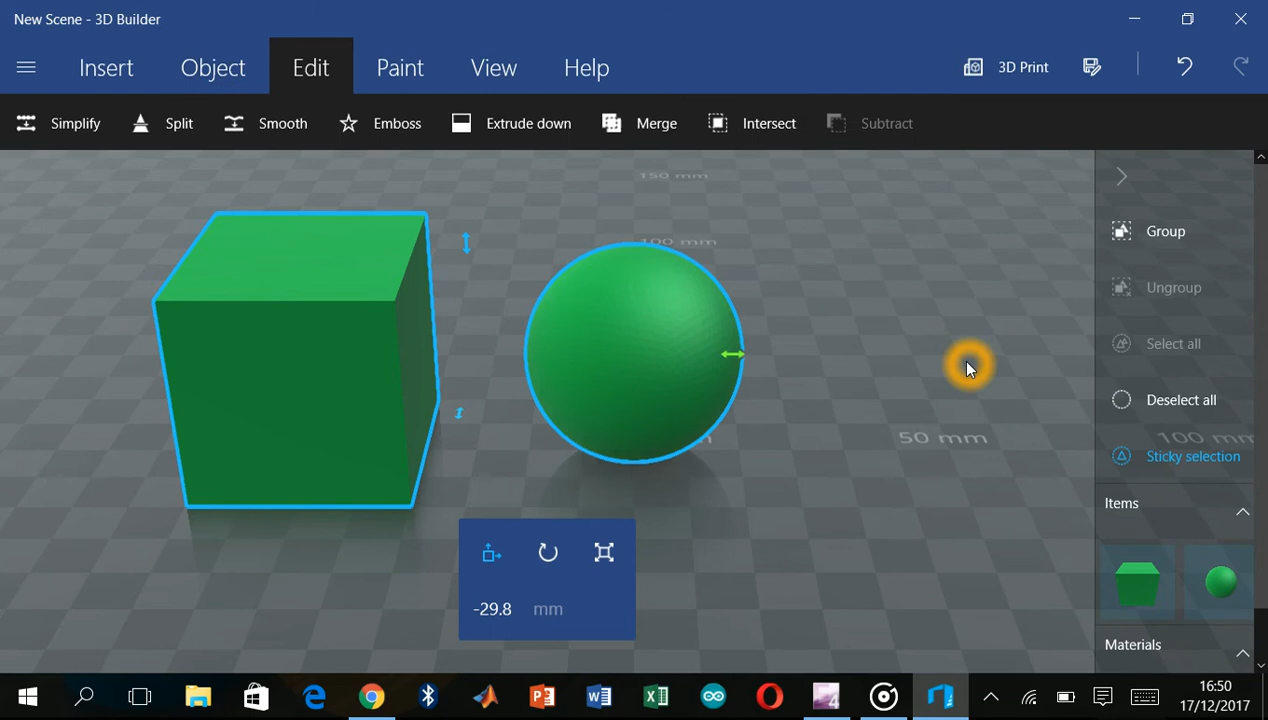 New Scene - 3D Builder
Insert Object Edit Paint View Help 3D Print
Simplify Split Smooth Emboss Extrude down Merge Intersect Subtract
150 mm
100 mm
Group
Ungroup
Select all
Deselect all
50 mm
100 mm
Sticky selection
Items
-29.8 mm
Materials
16:50
17/12/2017